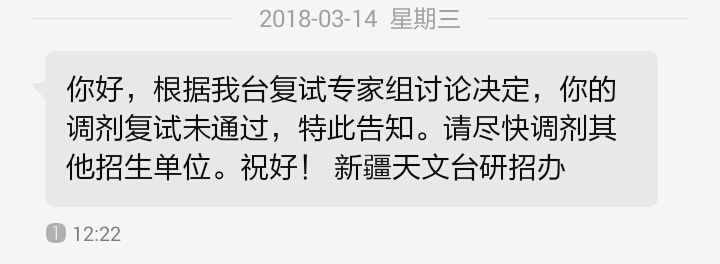 2018-03-14 星期三
你好，根据我台复试专家组讨论决定，你的
调剂复试未通过，特此告知。请尽快调剂其
他招生单位。祝好！ 新疆天文台研招办
1 12:22